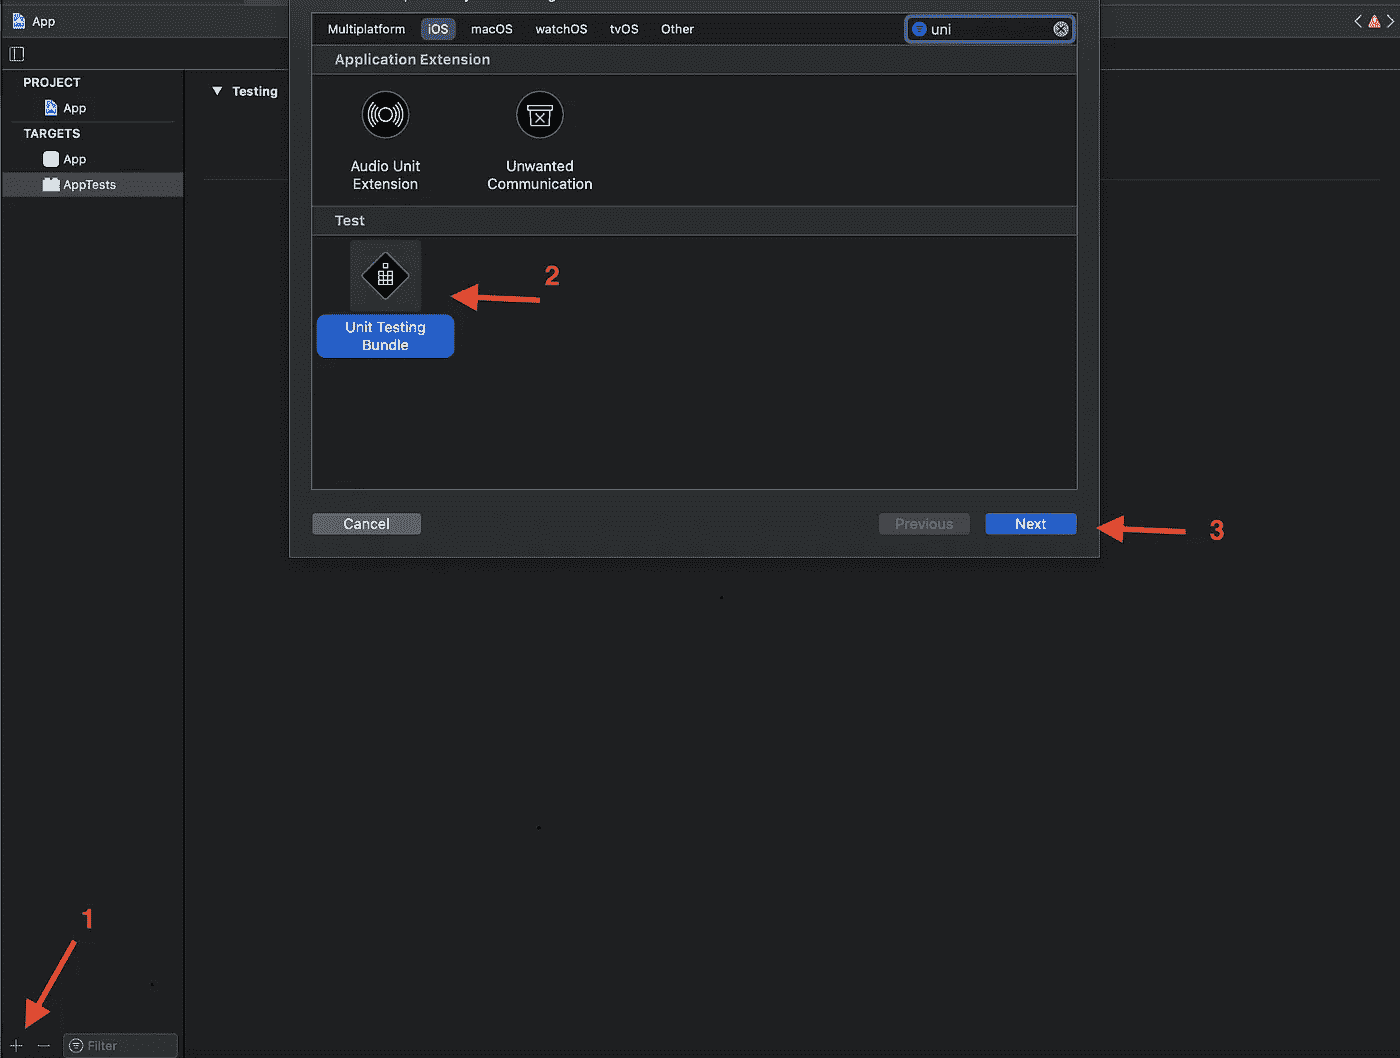 App
Multiplatform iOS macOS watchOS tvOS Other
uni
PROJECT
App
TARGETS
App
AppTests
Testing
Application Extension
Audio Unit
Extension
Unwanted
Communication
Test
2
Unit Testing
Bundle
Cancel
Previous
Next
3
1
Filter